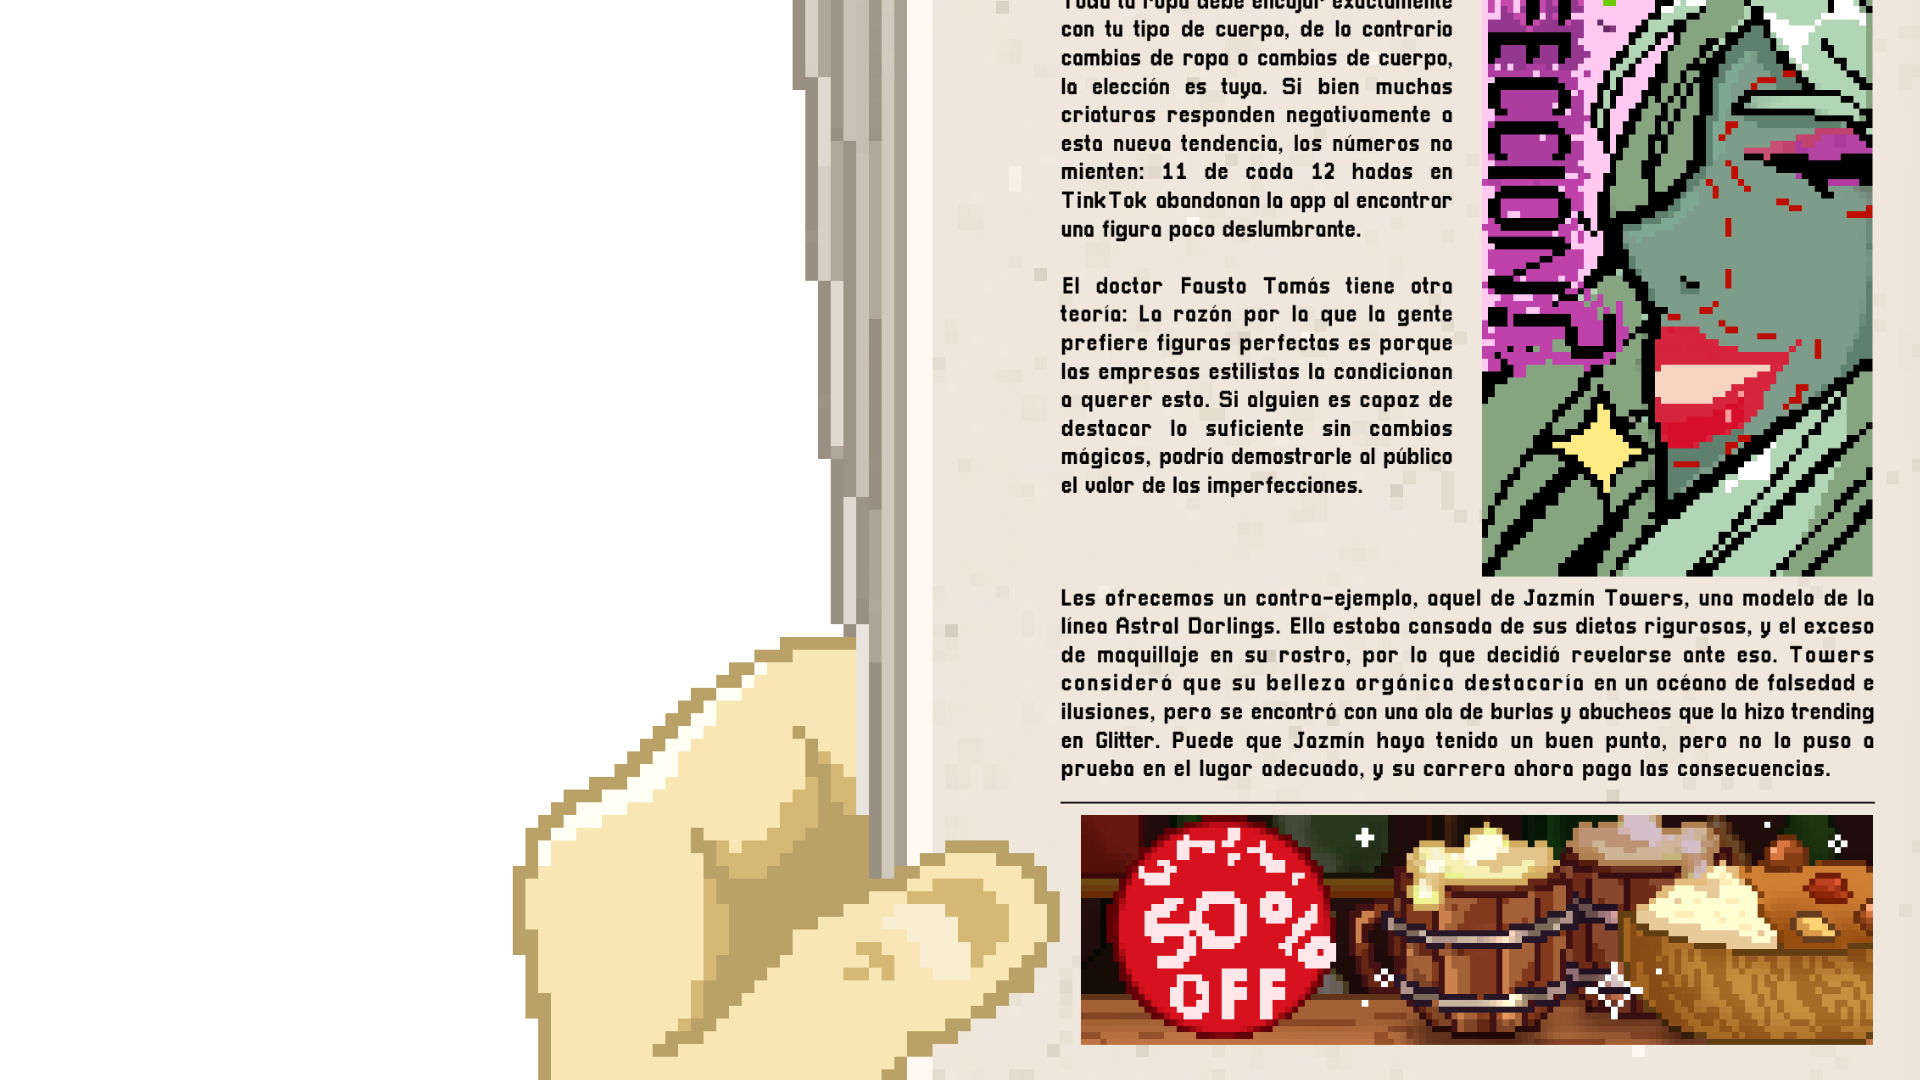 Toda la ropa debe encajar exactamente
con tu tipo de cuerpo, de lo contrario
cambias de ropa o cambias de cuerpo,
la elección es tuya. Si bien muchas
criaturas responden negativamente a
esta nueva tendencia, los números no
mienten: 11 de cada 12 hadas en
TinkTok abandonan la app al encontrar
una figura poco deslumbrante.
El doctor Fausto Tomás tiene otra
teoría: La razón por la que la gente
prefiere figuras perfectas es porque
las empresas estilistas la condicionan
a querer esto. Si alguien es capaz de
destacar lo suficiente sin cambios
mágicos, podría demostrarle al público
el valor de las imperfecciones.
ECCIÓN?
Les ofrecemos un contra-ejemplo, aquel de Jazmín Towers, una modelo de la
línea Astral Darlings. Ella estaba cansada de sus dietas rigurosas, y el exceso
de maquillaje en su rostro, por lo que decidió revelarse ante eso. Towers
consideró que su belleza orgánica destacaría en un océano de falsedad e
ilusiones, pero se encontró con una ola de burlas y abucheos que la hizo trending
en Glitter. Puede que Jazmín haya tenido un buen punto, pero no lo puso a
prueba en el lugar adecuado, y su carrera ahora paga las consecuencias.
50%
OFF